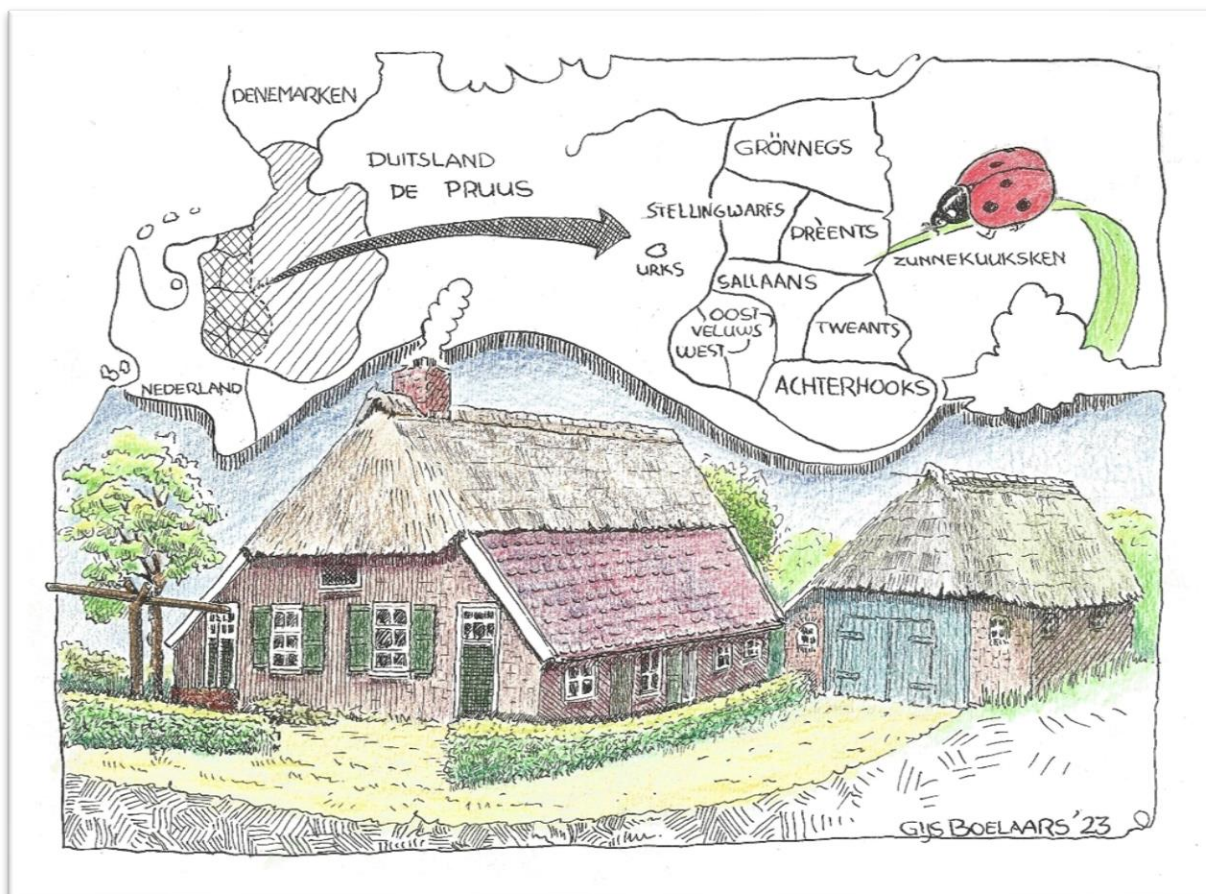 DENEMARKEN
DUITSLAND
DE PRUUS
NEDERLAND
GRÖNNEGS
STELLINGWARFS
DRÈENTS
URKS
SALLAANS
OOST
VELUWS
WEST
TWEANTS
ACHTERHOOKS
ZUNNEKUUKSKEN
GIJS BOELAARS '23